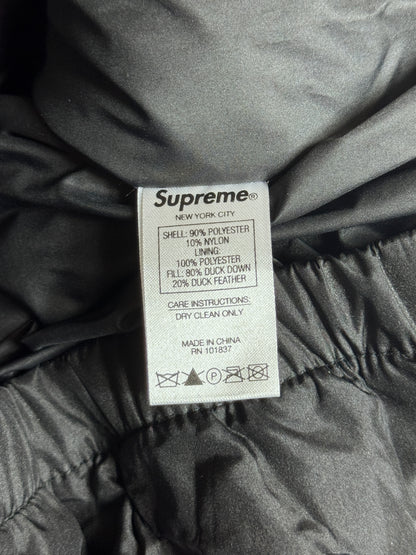 Supreme®
NEW YORK CITY
SHELL: 90% POLYESTER
10% NYLON
LINING:
100% POLYESTER
FILL: 80% DUCK DOWN
20% DUCK FEATHER
CARE INSTRUCTIONS:
DRY CLEAN ONLY
MADE IN CHINA
RN 101837
P